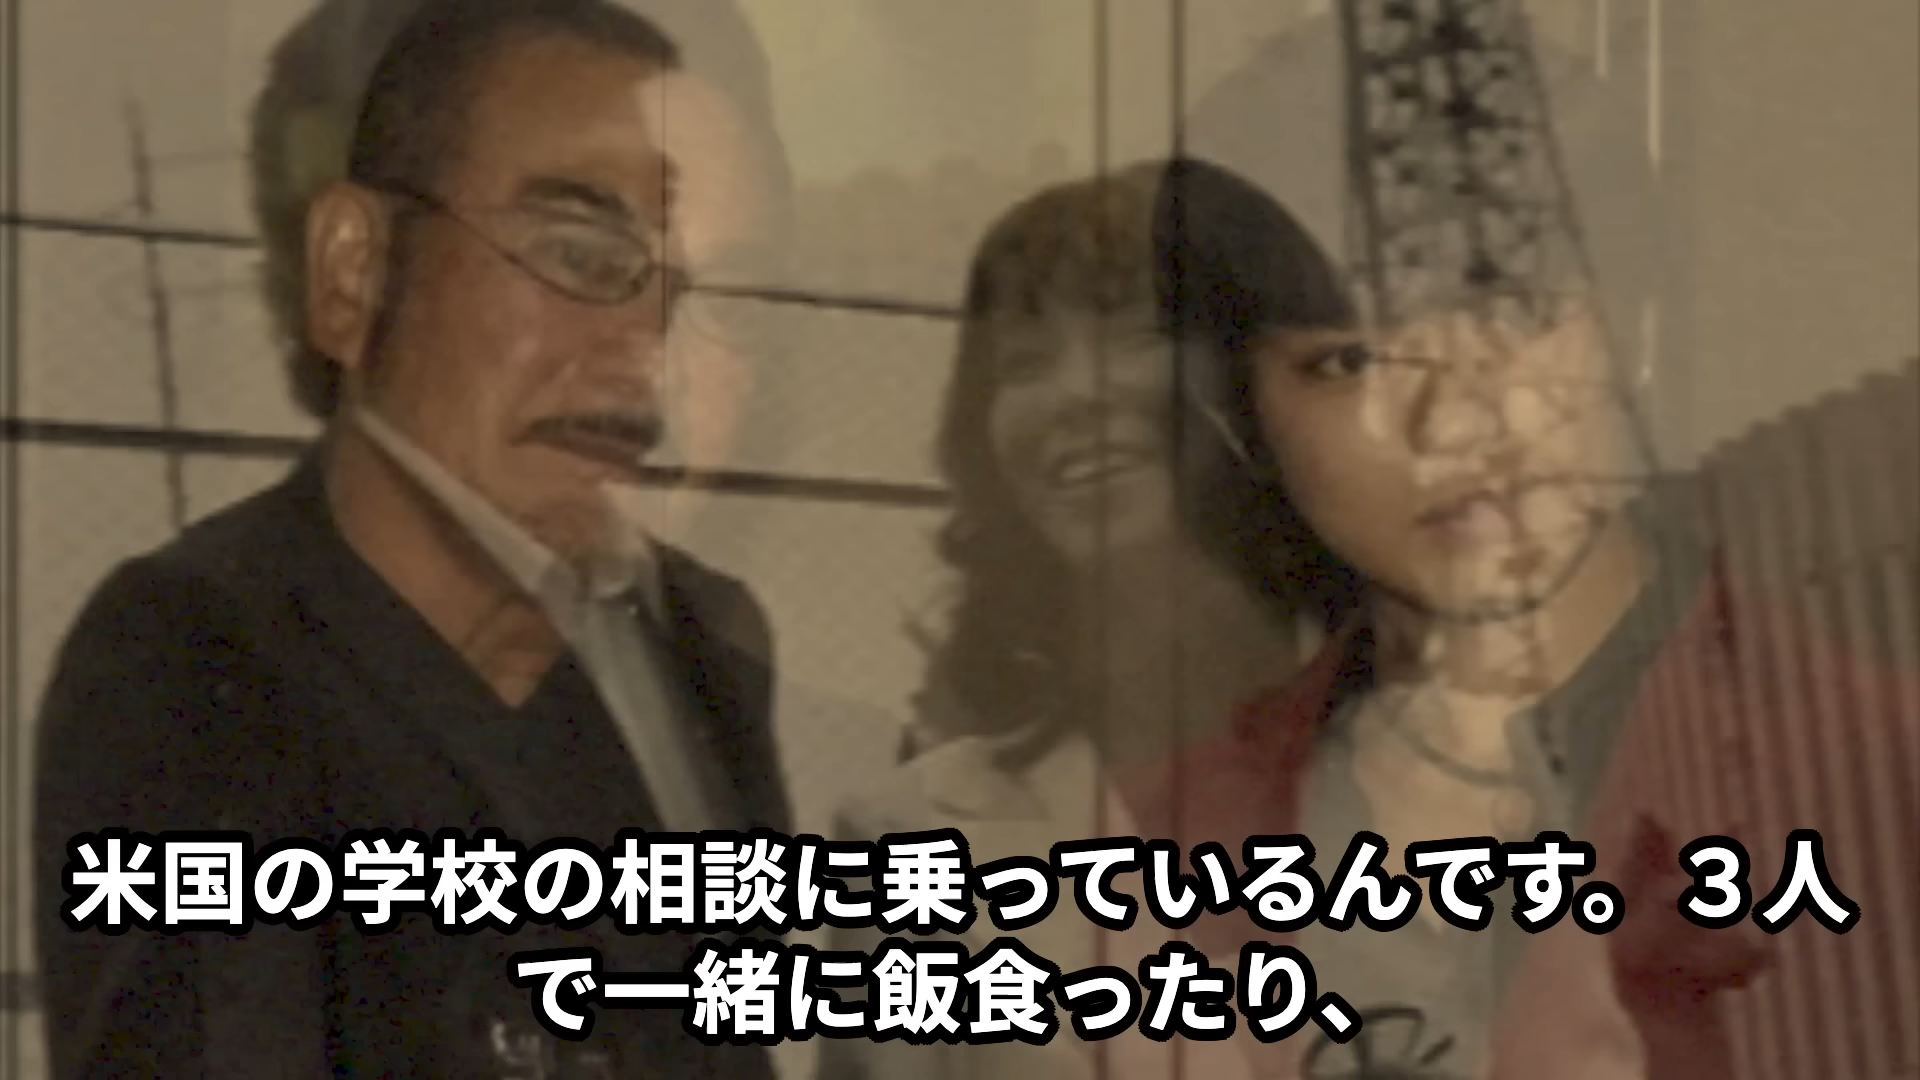 米国の学校の相談に乗っているんです。３人
で一緒に飯食ったり、